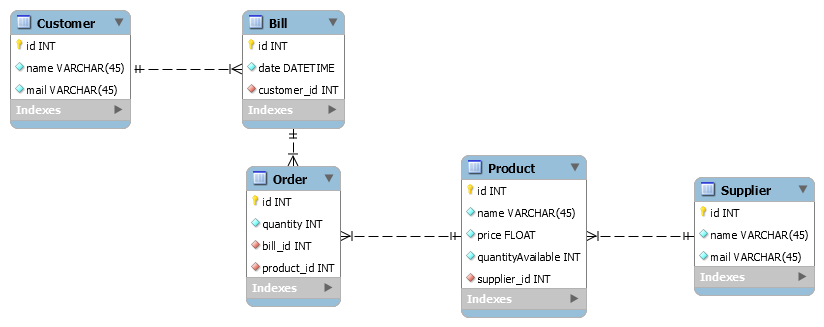 Customer
id INT
name VARCHAR(45)
mail VARCHAR(45)
Indexes
Bill
id INT
date DATETIME
customer_id INT
Indexes
Order
id INT
quantity INT
bill_id INT
product_id INT
Indexes
Product
id INT
name VARCHAR(45)
price FLOAT
quantityAvailable INT
supplier_id INT
Indexes
Supplier
id INT
name VARCHAR(45)
mail VARCHAR(45)
Indexes